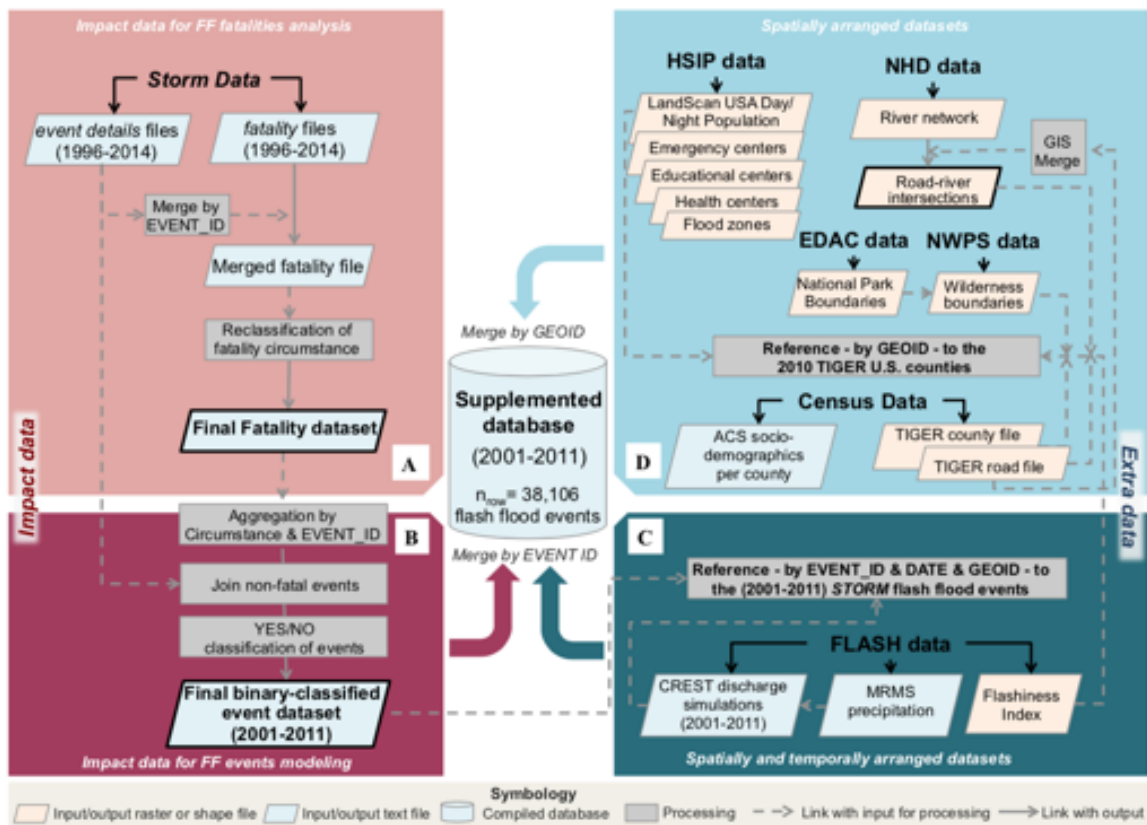 Impact data for FF fatalities analysis
Storm Data
event details files
(1996-2014)
fatality files
(1996-2014)
Merge by
EVENT_ID
Merged fatality file
Reclassification of
fatality circumstance
Final Fatality dataset
A
Impact data
Aggregation by
Circumstance & EVENT_ID
B
Join non-fatal events
YES/NO
classification of events
Final binary-classified
event dataset
(2001-2011)
Impact data for FF events modeling
Merge by GEOID
Supplemented
database
(2001-2011)
nrow= 38,106
flash flood events
Merge by EVENT ID
Spatially arranged datasets
HSIP data
LandScan USA Day/
Night Population
Emergency centers
Educational centers
Health centers
Flood zones
NHD data
River network
GIS
Merge
Road-river
intersections
EDAC data
NWPS data
National Park
Boundaries
Wilderness
boundaries
Reference - by GEOID - to the
2010 TIGER U.S. counties
Census Data
ACS socio-
demographics
per county
TIGER county file
TIGER road file
D
Extra data
C
Reference - by EVENT_ID & DATE & GEOID - to
the (2001-2011) STORM flash flood events
FLASH data
CREST discharge
simulations
(2001-2011)
MRMS
precipitation
Flashiness
Index
Spatially and temporally arranged datasets
Symbology
Input/output raster or shape file
Input/output text file
Compiled database
Processing
Link with input for processing
Link with output